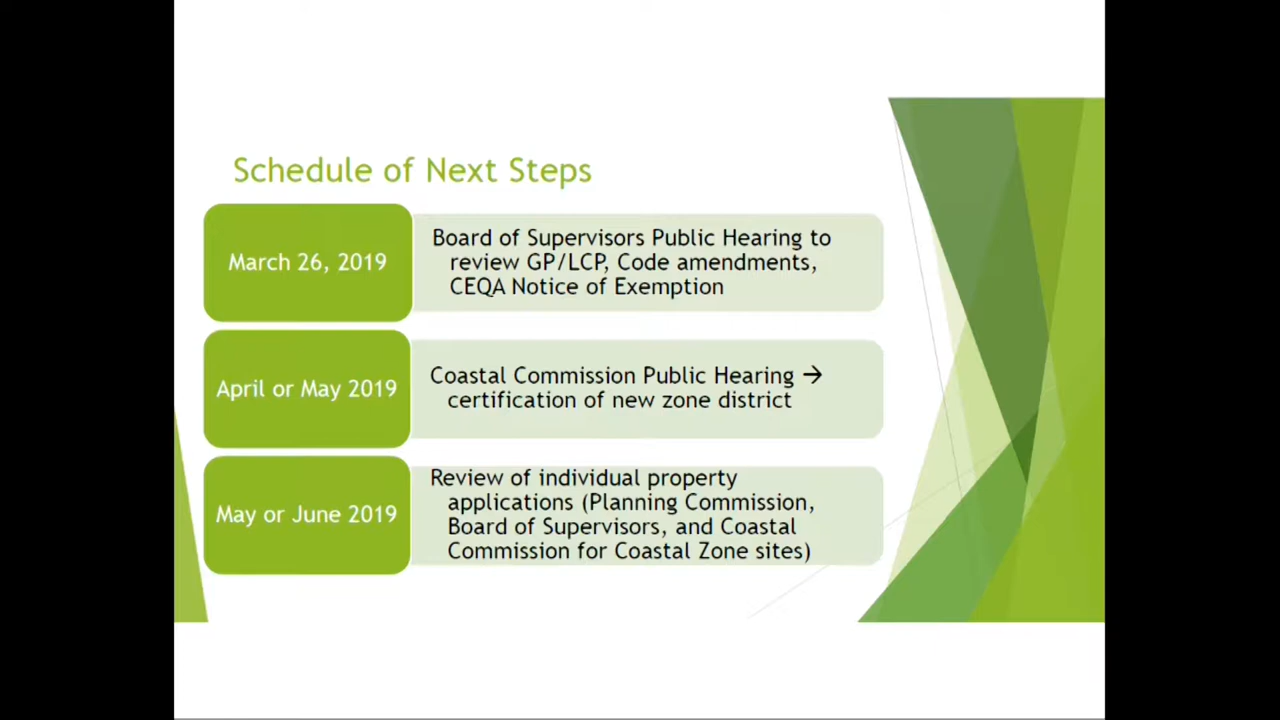 Schedule of Next Steps
March 26, 2019
Board of Supervisors Public Hearing to
review GP/LCP, Code amendments,
CEQA Notice of Exemption
April or May 2019
Coastal Commission Public Hearing →
certification of new zone district
May or June 2019
Review of individual property
applications (Planning Commission,
Board of Supervisors, and Coastal
Commission for Coastal Zone sites)